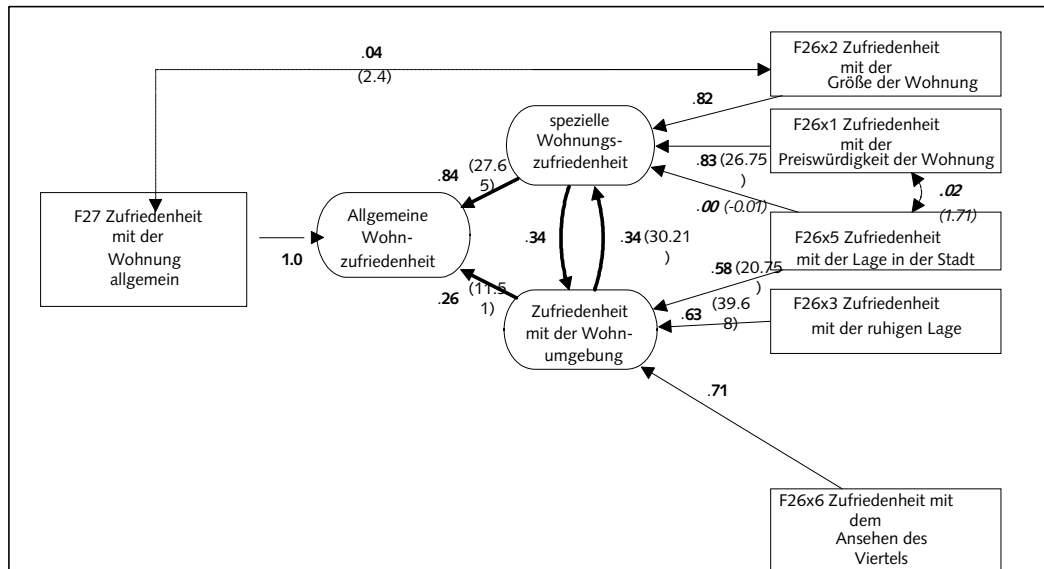 .04
(2.4)
F26x2 Zufriedenheit
mit der
Größe der Wohnung
.82
spezielle
Wohnungs-
zufriedenheit
F26x1 Zufriedenheit
mit der
Preiswürdigkeit der Wohnung
.83 (26.75
)
.84 (27.6
5)
.00 (-0.01)
.02
(1.71)
F27 Zufriedenheit
mit der
Wohnung
allgemein
1.0
Allgemeine
Wohn-
zufriedenheit
.34
.34 (30.21
)
F26x5 Zufriedenheit
mit der Lage in der Stadt
.58 (20.75
)
.26 (11.5
1)
Zufriedenheit
mit der Wohn-
umgebung
.63 (39.6
8)
F26x3 Zufriedenheit
mit der ruhigen Lage
.71
F26x6 Zufriedenheit mit
dem
Ansehen des
Viertels